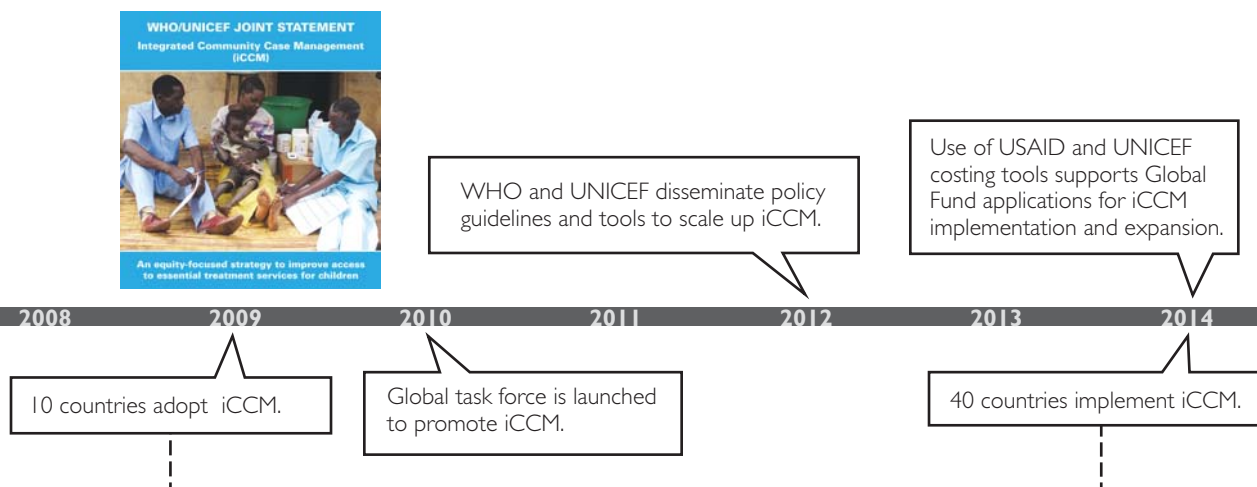 WHO/UNICEF JOINT STATEMENT
Integrated Community Case Management
(iCCM)
An equity-focused strategy to improve access
to essential treatment services for children
WHO and UNICEF disseminate policy
guidelines and tools to scale up iCCM.
Use of USAID and UNICEF
costing tools supports Global
Fund applications for iCCM
implementation and expansion.
2008 2009 2010 2011 2012 2013 2014
10 countries adopt iCCM.
Global task force is launched
to promote iCCM.
40 countries implement iCCM.